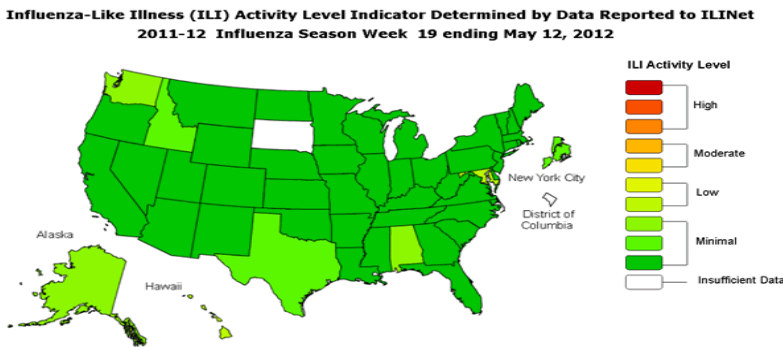 Influenza-Like Illness (ILI) Activity Level Indicator Determined by Data Reported to ILINet
2011-12 Influenza Season Week 19 ending May 12, 2012
ILI Activity Level
High
Moderate
Low
Minimal
Insufficient Data
New York City
District of
Columbia
Alaska
Hawaii